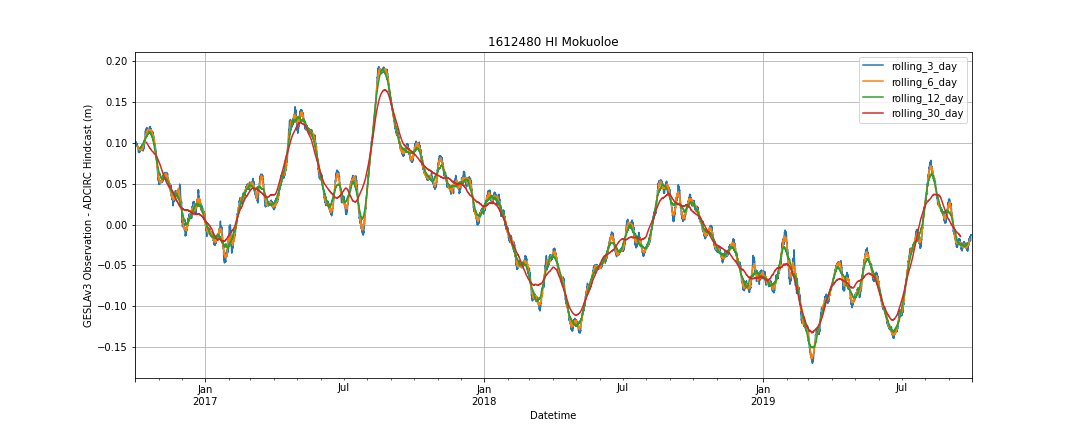 1612480 HI Mokuoloe
rolling_3_day
rolling_6_day
rolling_12_day
rolling_30_day
GESLAv3 Observation - ADCIRC Hindcast (m)
0.20
0.15
0.10
0.05
0.00
−0.05
−0.10
−0.15
Jan
2017
Jul
Jan
2018
Jul
Jan
2019
Jul
Datetime